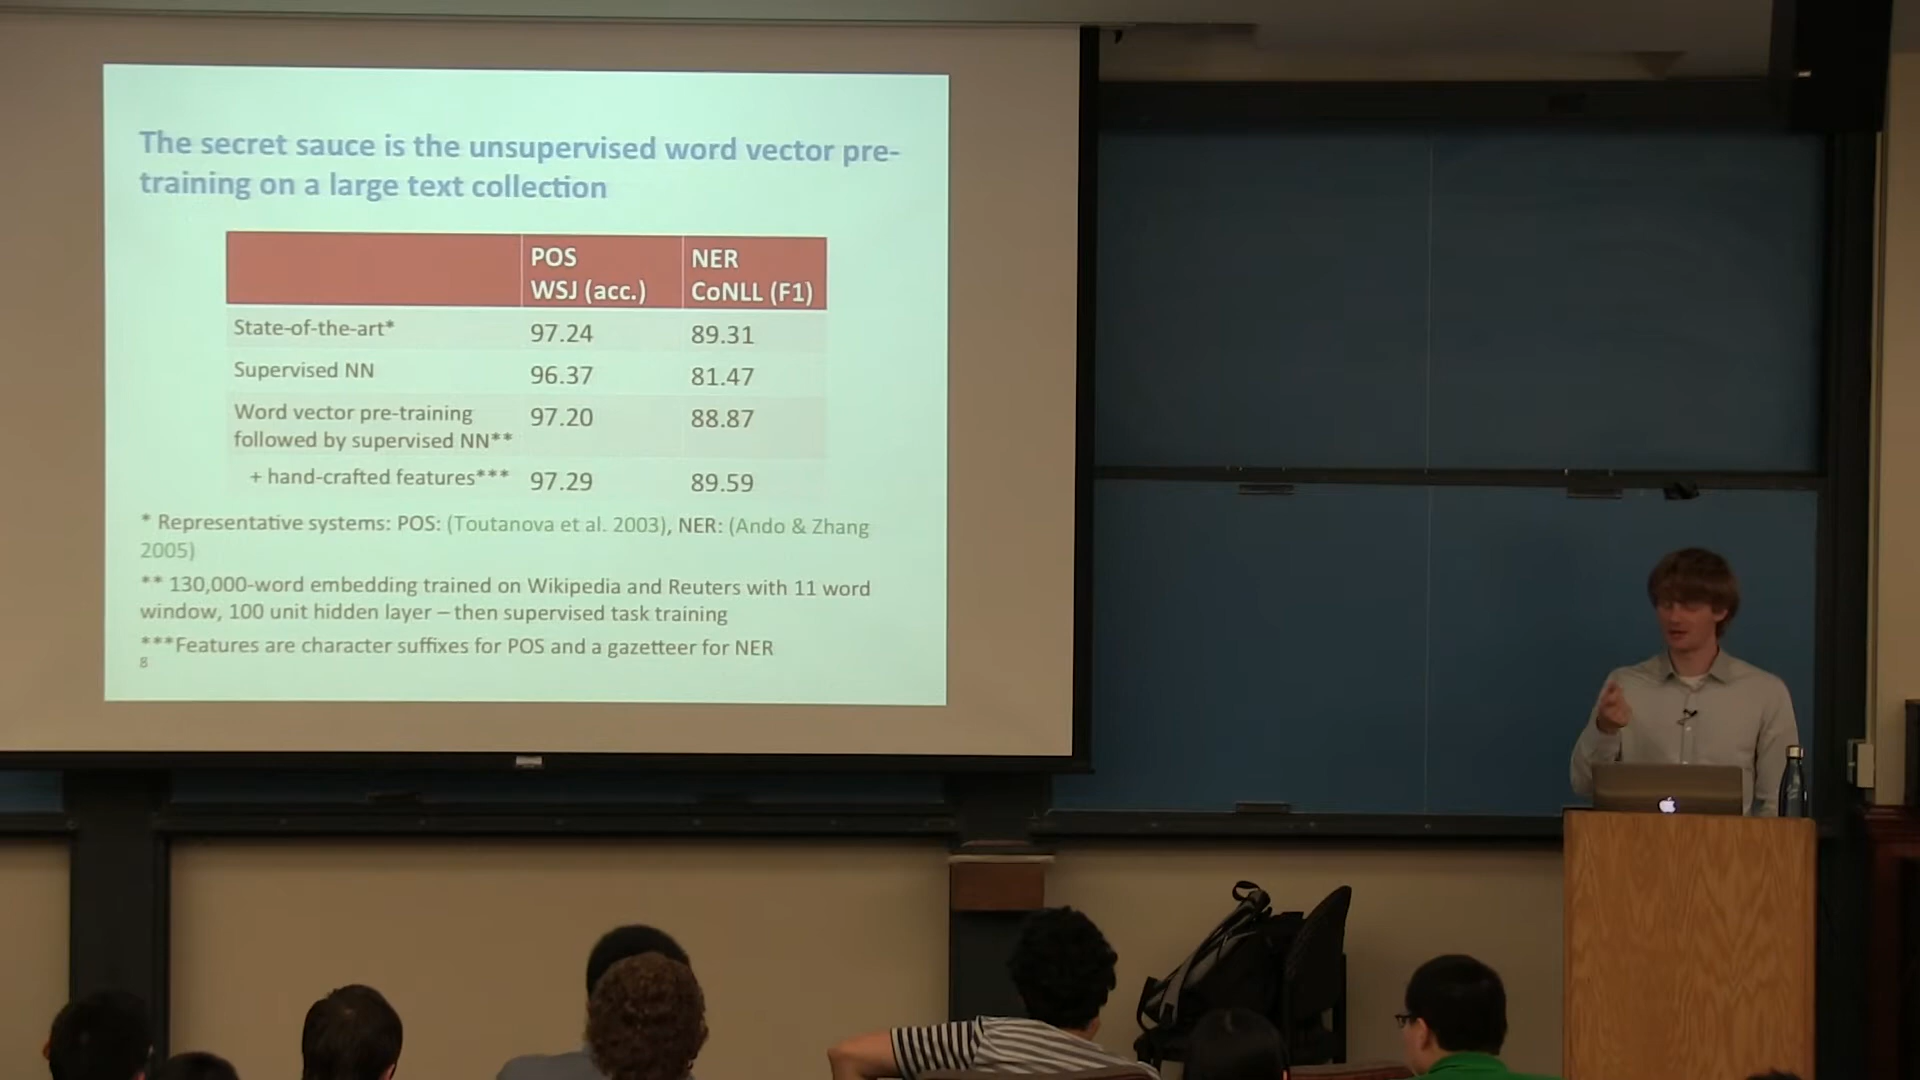 The secret sauce is the unsupervised word vector pre-
training on a large text collection
POS NER
WSJ (acc.) CoNLL (F1)
State-of-the-art* 97.24 89.31
Supervised NN 96.37 81.47
Word vector pre-training 97.20 88.87
followed by supervised NN**
+ hand-crafted features*** 97.29 89.59
* Representative systems: POS: (Toutanova et al. 2003), NER: (Ando & Zhang
2005)
** 130,000-word embedding trained on Wikipedia and Reuters with 11 word
window, 100 unit hidden layer – then supervised task training
***Features are character suffixes for POS and a gazetteer for NER
8